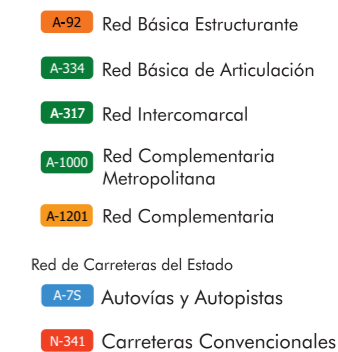 A-92 Red Básica Estructurante
A-334 Red Básica de Articulación
A-317 Red Intercomarcal
A-1000 Red Complementaria
Metropolitana
A-1201 Red Complementaria
Red de Carreteras del Estado
A-7S Autovías y Autopistas
N-341 Carreteras Convencionales